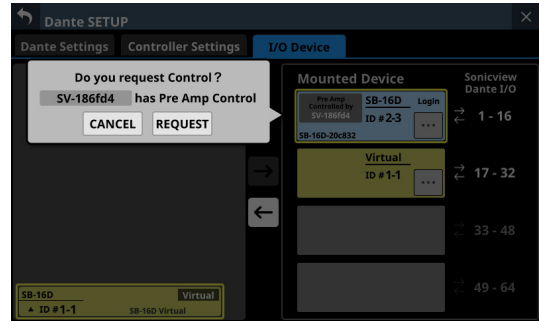 Dante SETUP
Dante Settings
Controller Settings
I/O Device
Do you request Control ?
SV-186fd4 has Pre Amp Control
CANCEL
REQUEST
Mounted Device
Sonicview
Dante I/O
Pre Amp
Controlled by
SV-186fd4
SB-16D
Login
ID # 2-3
...
SB-16D-20c832
1 - 16
Virtual
ID # 1-1
...
17 - 32
33 - 48
49 - 64
SB-16D
Virtual
▲ ID # 1-1
SB-16D Virtual